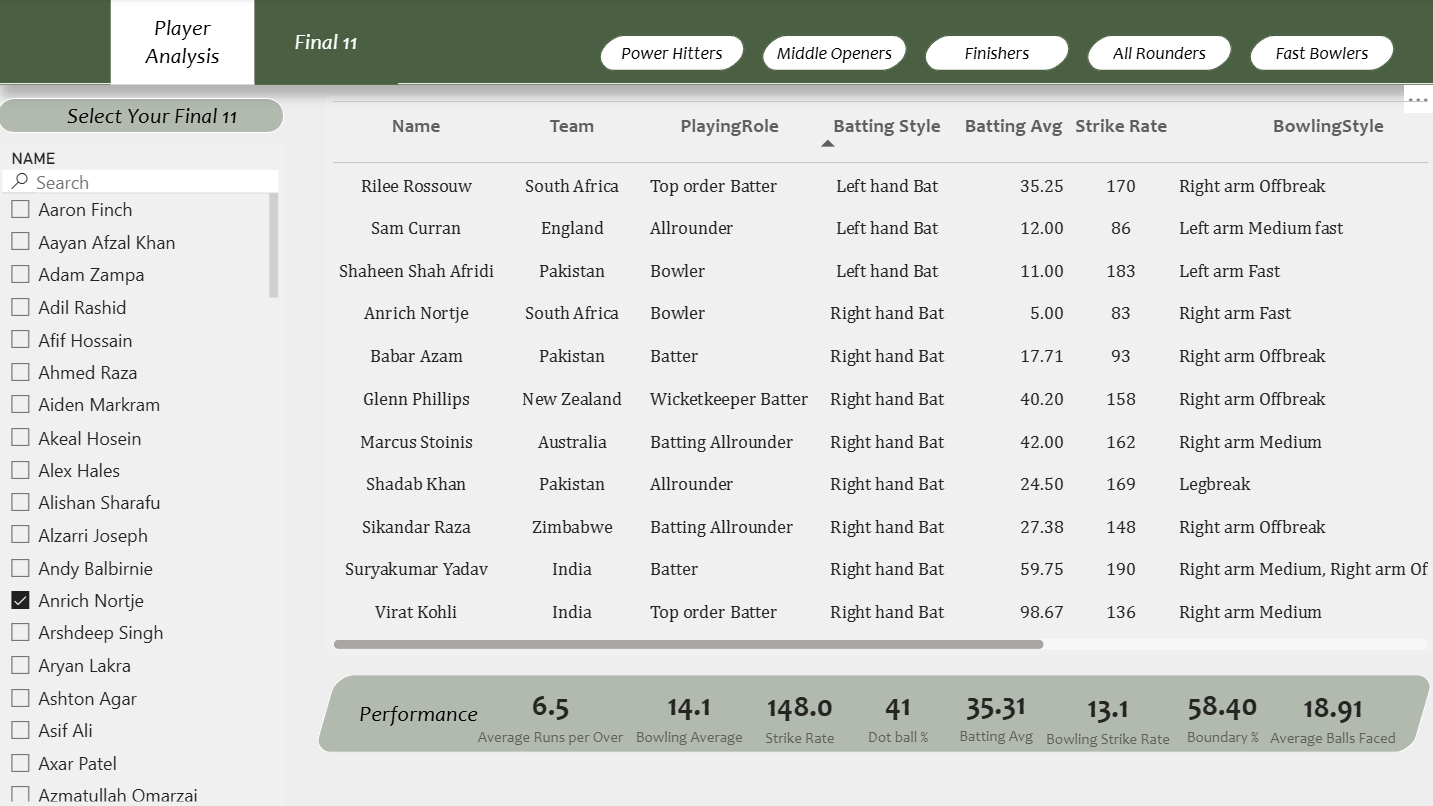 Player
Analysis
Final 11
Power Hitters
Middle Openers
Finishers
All Rounders
Fast Bowlers
Select Your Final 11
NAME
Search
Aaron Finch
Aayan Afzal Khan
Adam Zampa
Adil Rashid
Afif Hossain
Ahmed Raza
Aiden Markram
Akeal Hosein
Alex Hales
Alishan Sharafu
Alzarri Joseph
Andy Balbirnie
Anrich Nortje
Arshdeep Singh
Aryan Lakra
Ashton Agar
Asif Ali
Axar Patel
Azmatullah Omarzai
Name Team PlayingRole Batting Style Batting Avg Strike Rate BowlingStyle
Rilee Rossouw South Africa Top order Batter Left hand Bat 35.25 170 Right arm Offbreak
Sam Curran England Allrounder Left hand Bat 12.00 86 Left arm Medium fast
Shaheen Shah Afridi Pakistan Bowler Left hand Bat 11.00 183 Left arm Fast
Anrich Nortje South Africa Bowler Right hand Bat 5.00 83 Right arm Fast
Babar Azam Pakistan Batter Right hand Bat 17.71 93 Right arm Offbreak
Glenn Phillips New Zealand Wicketkeeper Batter Right hand Bat 40.20 158 Right arm Offbreak
Marcus Stoinis Australia Batting Allrounder Right hand Bat 42.00 162 Right arm Medium
Shadab Khan Pakistan Allrounder Right hand Bat 24.50 169 Legbreak
Sikandar Raza Zimbabwe Batting Allrounder Right hand Bat 27.38 148 Right arm Offbreak
Suryakumar Yadav India Batter Right hand Bat 59.75 190 Right arm Medium, Right arm Of
Virat Kohli India Top order Batter Right hand Bat 98.67 136 Right arm Medium
Performance
6.5 14.1 148.0 41 35.31 13.1 58.40 18.91
Average Runs per Over Bowling Average Strike Rate Dot ball % Batting Avg Bowling Strike Rate Boundary % Average Balls Faced